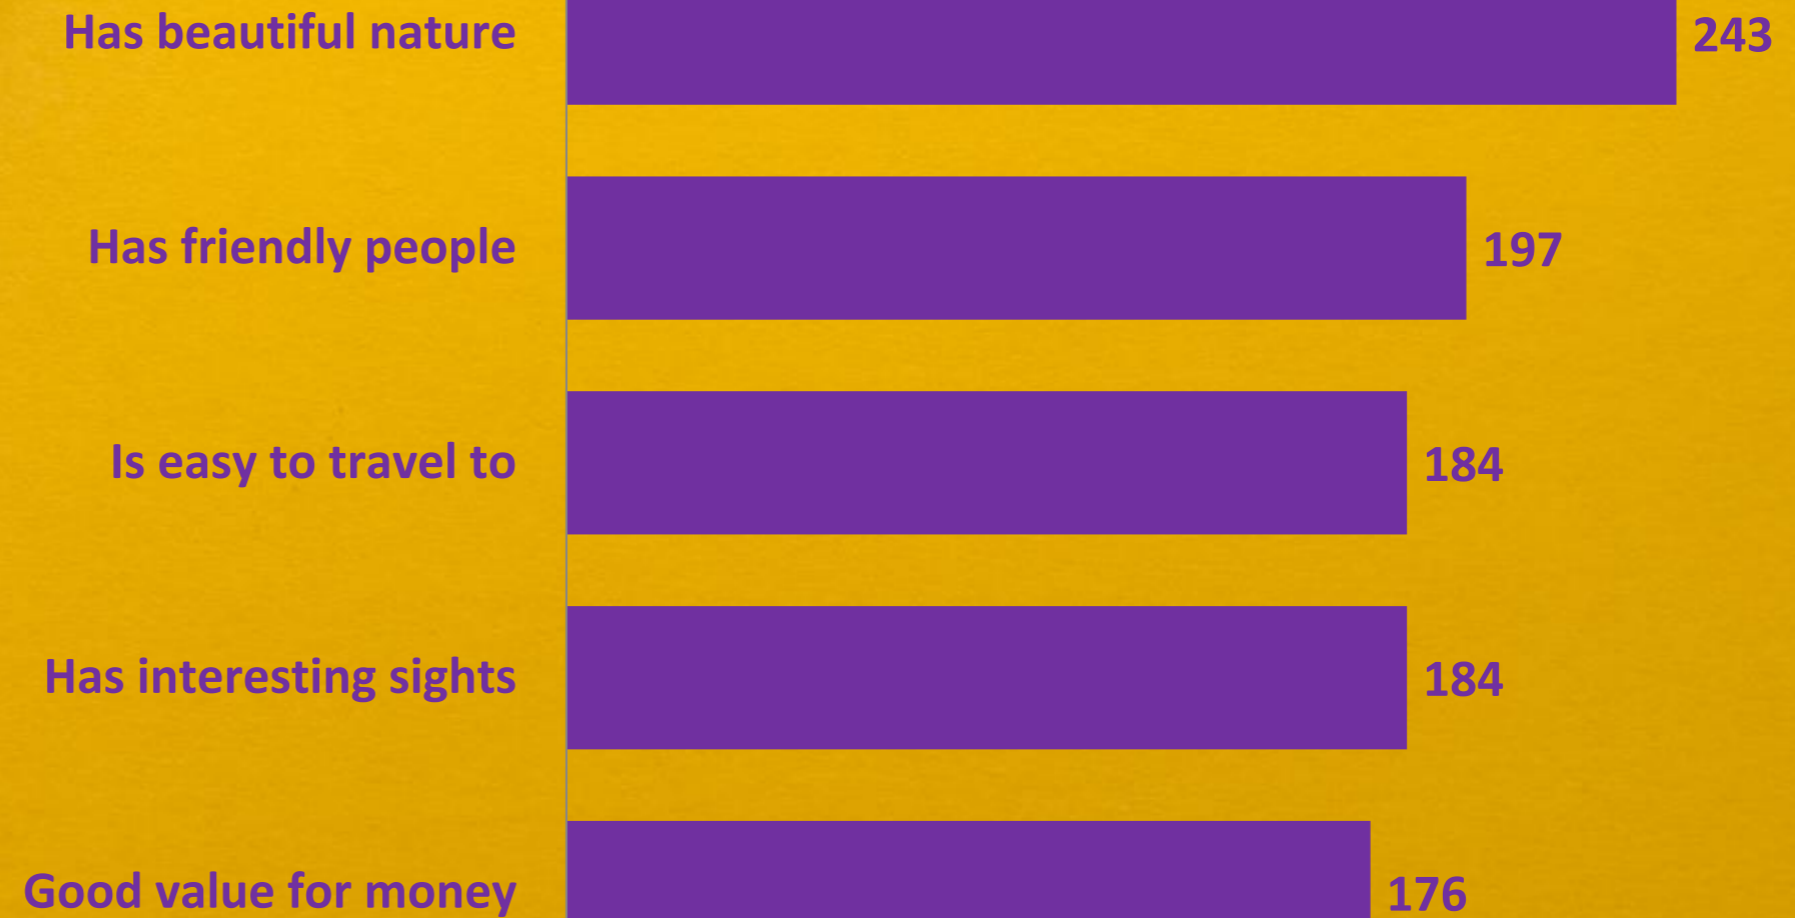 Has beautiful nature 243
Has friendly people 197
Is easy to travel to 184
Has interesting sights 184
Good value for money 176